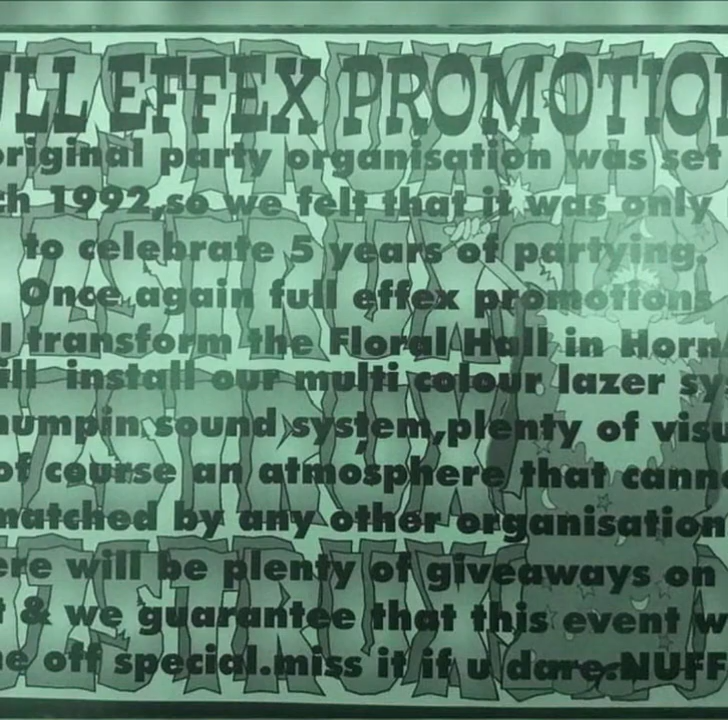 ULL EFFEX PROMOTIO
original party organisation was set
ch 1992,so we felt that it was only
to celebrate 5 years of partying.
Once again full effex promotions
l transform the Floral Hall in Horn
ill install our multi colour lazer sy
humpin sound system,plenty of visu
of course an atmosphere that cann
matched by any other organisation
ere will be plenty of giveaways on
t & we guarantee that this event w
ne off special.miss it if u dare.NUFF